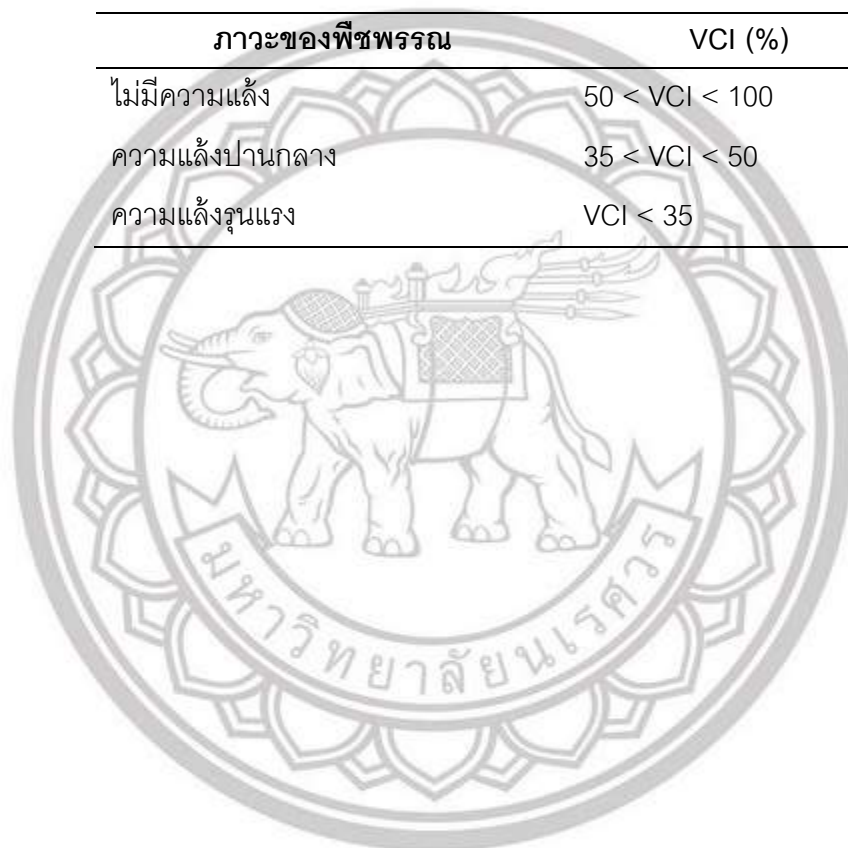 ภาวะของพืชพรรณ VCI (%)
ไม่มีความแล้ง 50 < VCI < 100
ความแล้งปานกลาง 35 < VCI < 50
ความแล้งรุนแรง VCI < 35
มหาวิทยาลัยนเรศวร